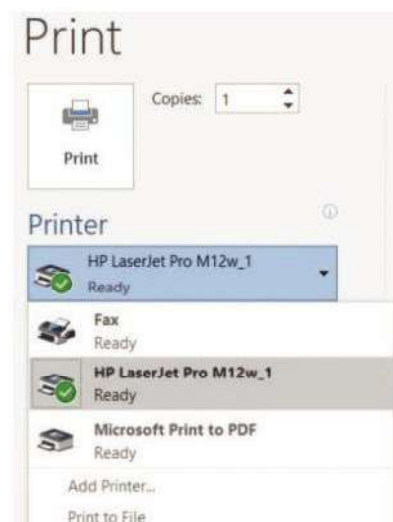 Print
Copies: 1
Print
Printer
HP LaserJet Pro M12w_1
Ready
Fax
Ready
HP LaserJet Pro M12w_1
Ready
Microsoft Print to PDF
Ready
Add Printer...
Print to File